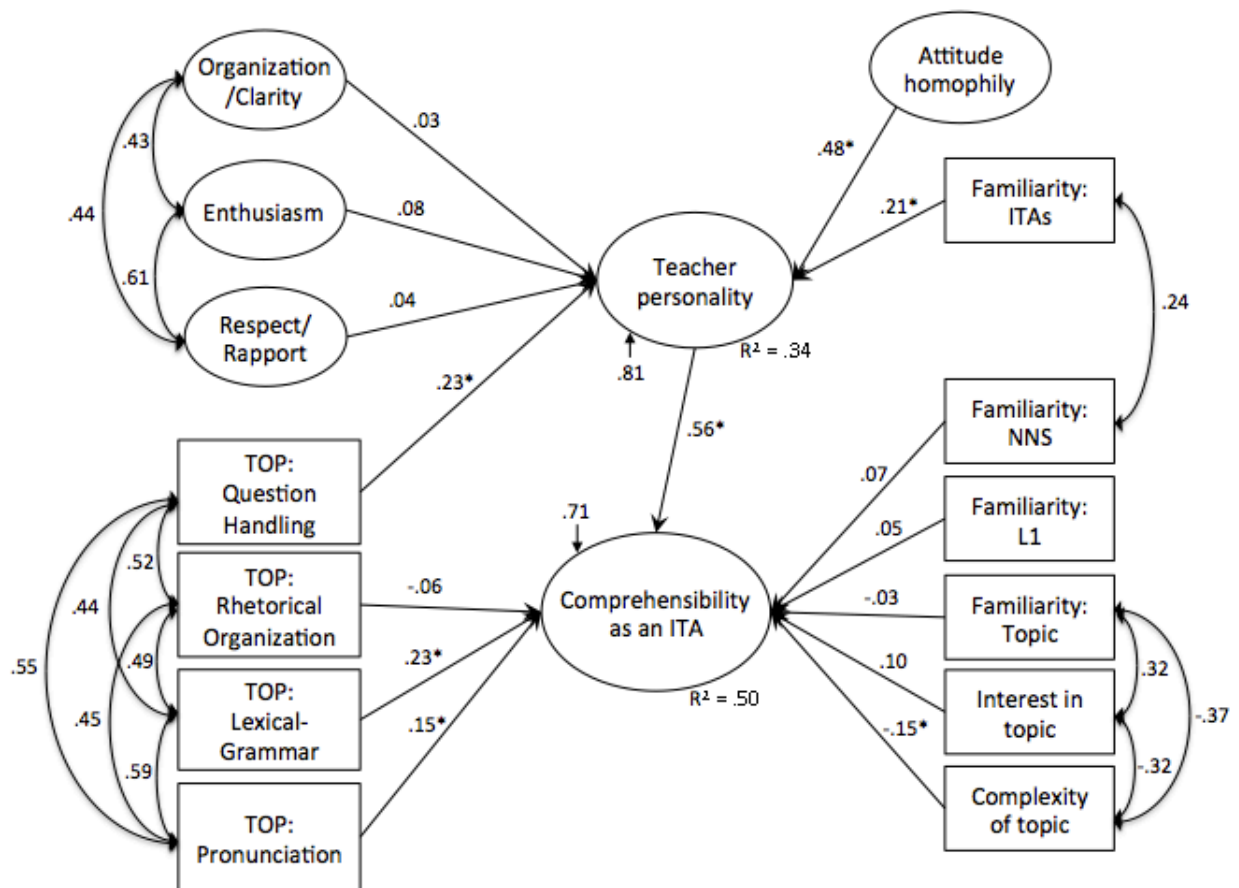 Organization
/Clarity
Attitude
homophily
.03
.43
.48*
Familiarity:
ITAs
.44
Enthusiasm
.08
.21*
.61
Teacher
personality
.24
Respect/
Rapport
.04
R² = .34
.81
.23*
Familiarity:
NNS
.56*
TOP:
Question
Handling
.07
.71
Familiarity:
L1
.05
.52
.44
TOP:
Rhetorical
Organization
-.06
Comprehensibility
as an ITA
-.03
Familiarity:
Topic
.55
.49
.23*
.10
.32
.45
TOP:
Lexical-
Grammar
R² = .50
Interest in
topic
-.37
.15*
-.15*
-.32
.59
TOP:
Pronunciation
Complexity
of topic